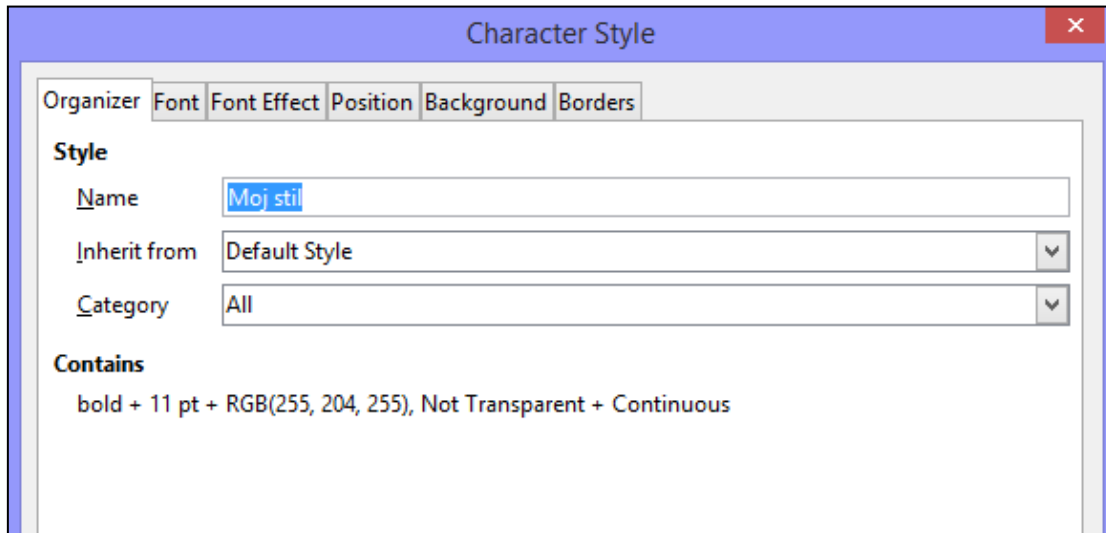 Character Style
Organizer Font Font Effect Position Background Borders
Style
Name Moj stil
Inherit from Default Style
Category All
Contains
bold + 11 pt + RGB(255, 204, 255), Not Transparent + Continuous